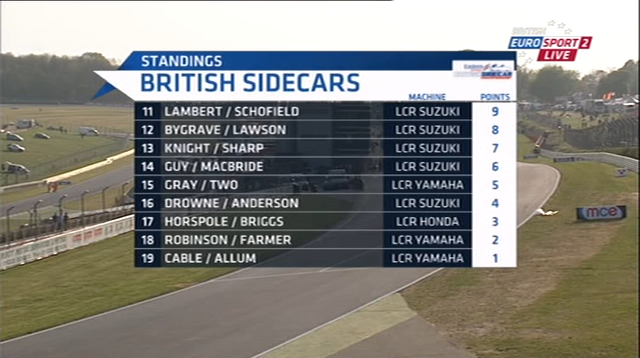 BRITISH
EUROSPORT 2
LIVE
STANDINGS
BRITISH SIDECARS
SIDECAR
MACHINE POINTS
11 LAMBERT / SCHOFIELD LCR SUZUKI 9
12 BYGRAVE / LAWSON LCR SUZUKI 8
13 KNIGHT / SHARP LCR SUZUKI 7
14 GUY / MACBRIDE LCR SUZUKI 6
15 GRAY / TWO LCR YAMAHA 5
16 DROWNE / ANDERSON LCR SUZUKI 4
17 HORSPOLE / BRIGGS LCR HONDA 3
18 ROBINSON / FARMER LCR YAMAHA 2
19 CABLE / ALLUM LCR YAMAHA 1
mce